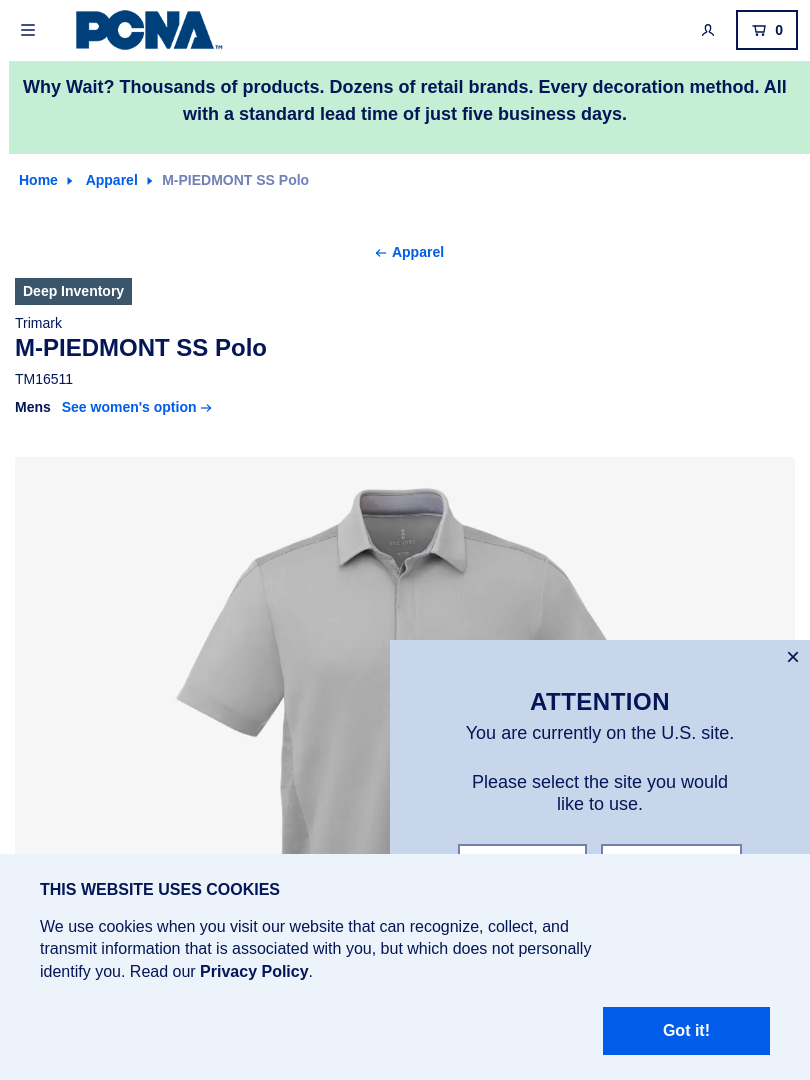 PCNA™
0
Why Wait? Thousands of products. Dozens of retail brands. Every decoration method. All
with a standard lead time of just five business days.
Home Apparel M-PIEDMONT SS Polo
Apparel
Deep Inventory
Trimark
M-PIEDMONT SS Polo
TM16511
Mens See women's option
ATTENTION
You are currently on the U.S. site.
Please select the site you would
like to use.
THIS WEBSITE USES COOKIES
We use cookies when you visit our website that can recognize, collect, and
transmit information that is associated with you, but which does not personally
identify you. Read our Privacy Policy.
Got it!